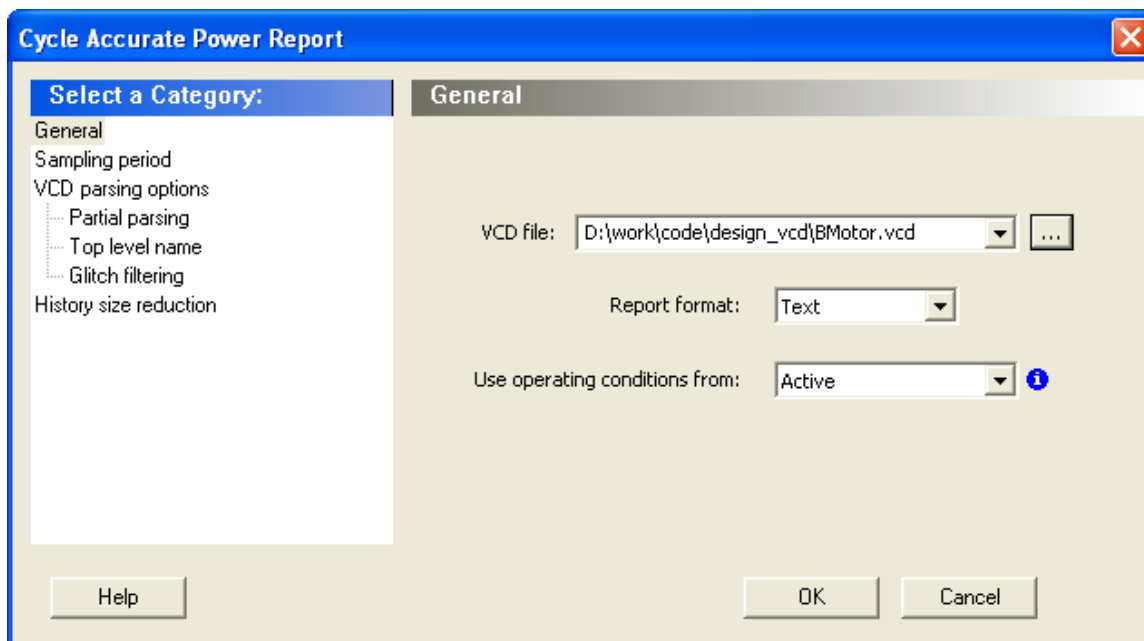 Cycle Accurate Power Report
Select a Category:
General
Sampling period
VCD parsing options
Partial parsing
Top level name
Glitch filtering
History size reduction
General
VCD file: D:\work\code\design_vcd\BMotor.vcd ...
Report format: Text
Use operating conditions from: Active
Help
OK
Cancel